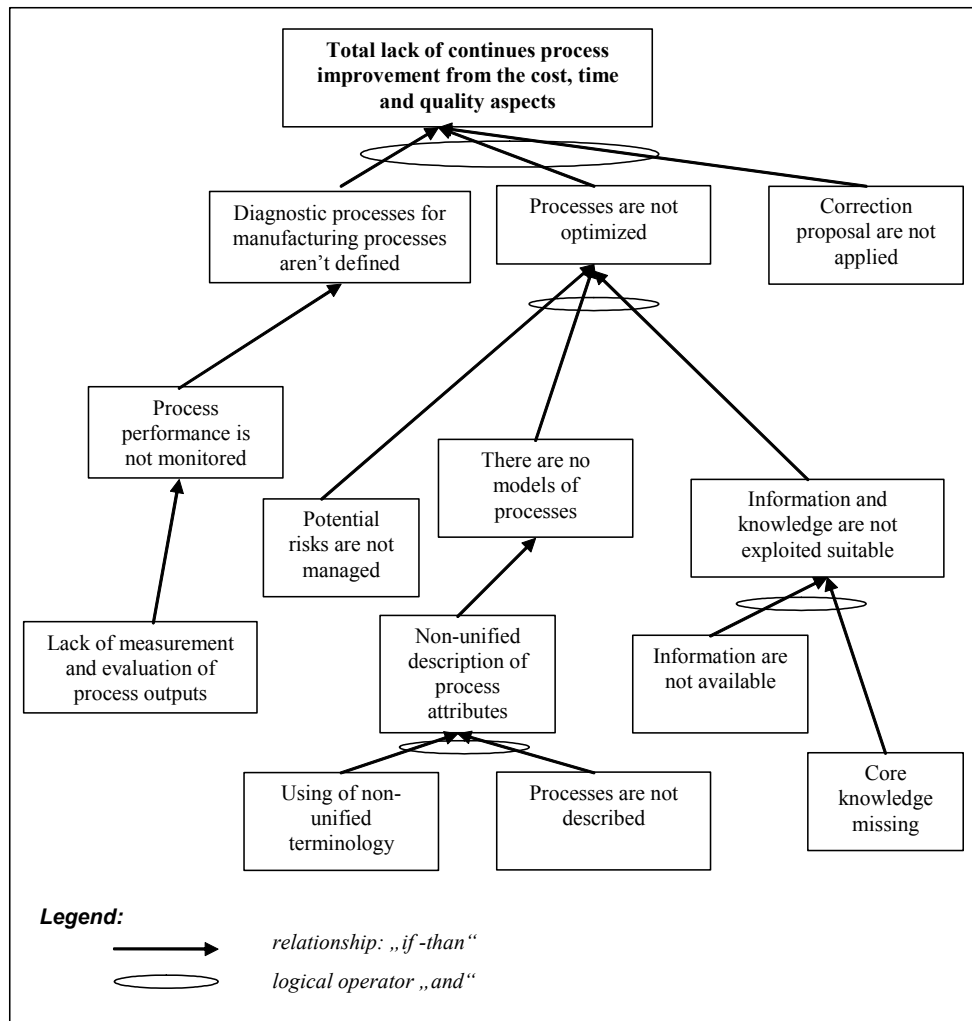 Total lack of continues process
improvement from the cost, time
and quality aspects
Diagnostic processes for
manufacturing processes
aren’t defined
Processes are not
optimized
Correction
proposal are not
applied
Process
performance is
not monitored
There are no
models of
processes
Potential
risks are not
managed
Information and
knowledge are not
exploited suitable
Lack of measurement
and evaluation of
process outputs
Non-unified
description of
process
attributes
Information are
not available
Using of non-
unified
terminology
Processes are not
described
Core
knowledge
missing
Legend:
relationship: „if -than“
logical operator „and“